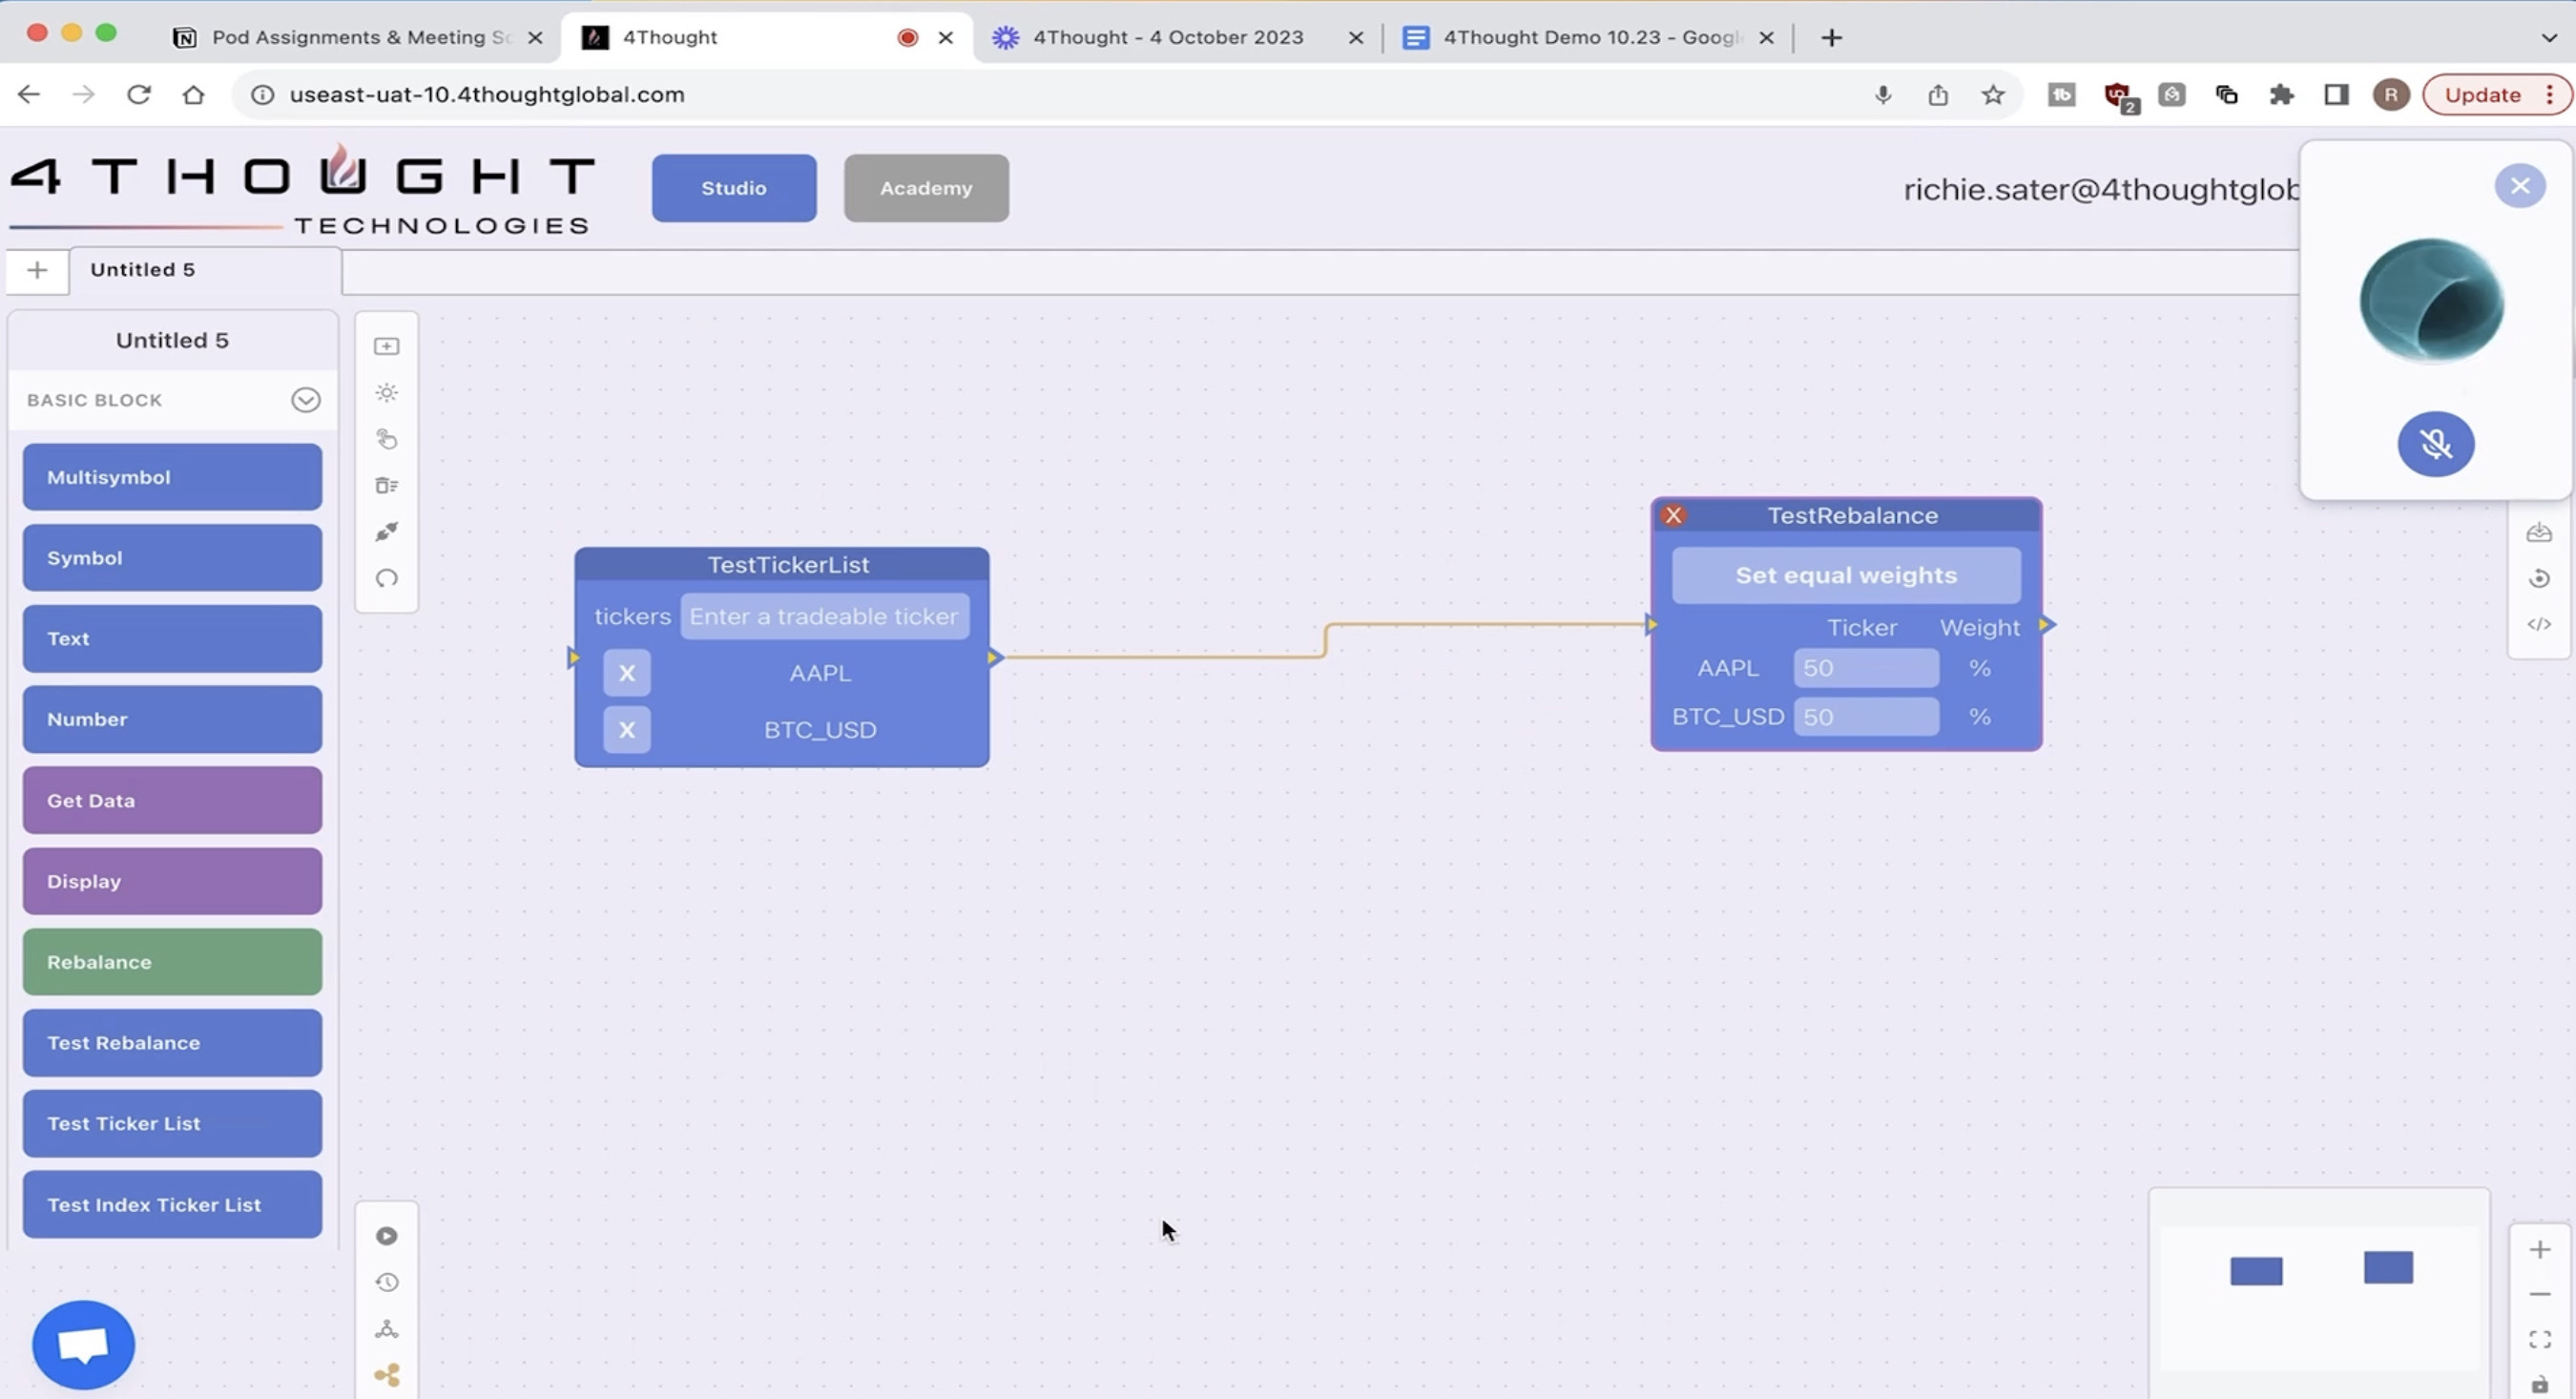 Pod Assignments & Meeting Sc
4Thought
4Thought - 4 October 2023
4Thought Demo 10.23 - Googl
useast-uat-10.4thoughtglobal.com
2
R
Update
4THOUGHT
TECHNOLOGIES
Studio
Academy
richie.sater@4thoughtglob
Untitled 5
Untitled 5
BASIC BLOCK
Multisymbol
Symbol
Text
Number
Get Data
Display
Rebalance
Test Rebalance
Test Ticker List
Test Index Ticker List
TestTickerList
tickers Enter a tradeable ticker
X AAPL
X BTC_USD
X TestRebalance
Set equal weights
Ticker Weight
AAPL 50 %
BTC_USD 50 %